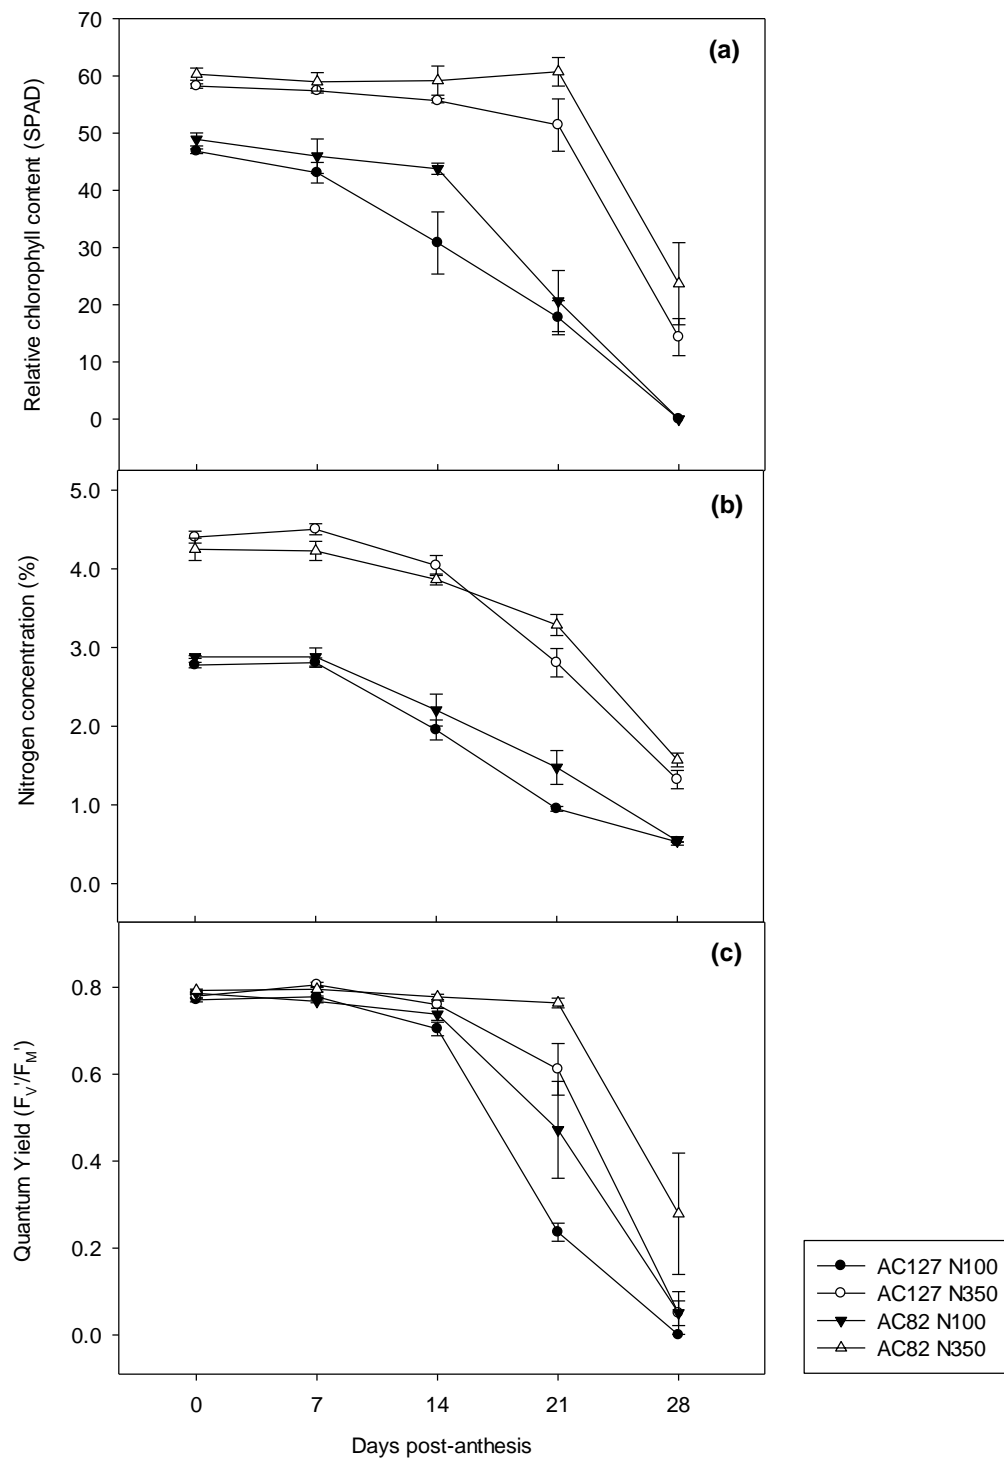 (a)
Relative chlorophyll content (SPAD)
70
60
50
40
30
20
10
0
(b)
Nitrogen concentration (%)
5.0
4.0
3.0
2.0
1.0
0.0
(c)
Quantum Yield (FV'/FM')
0.8
0.6
0.4
0.2
0.0
0 7 14 21 28
Days post-anthesis
AC127 N100
AC127 N350
AC82 N100
AC82 N350